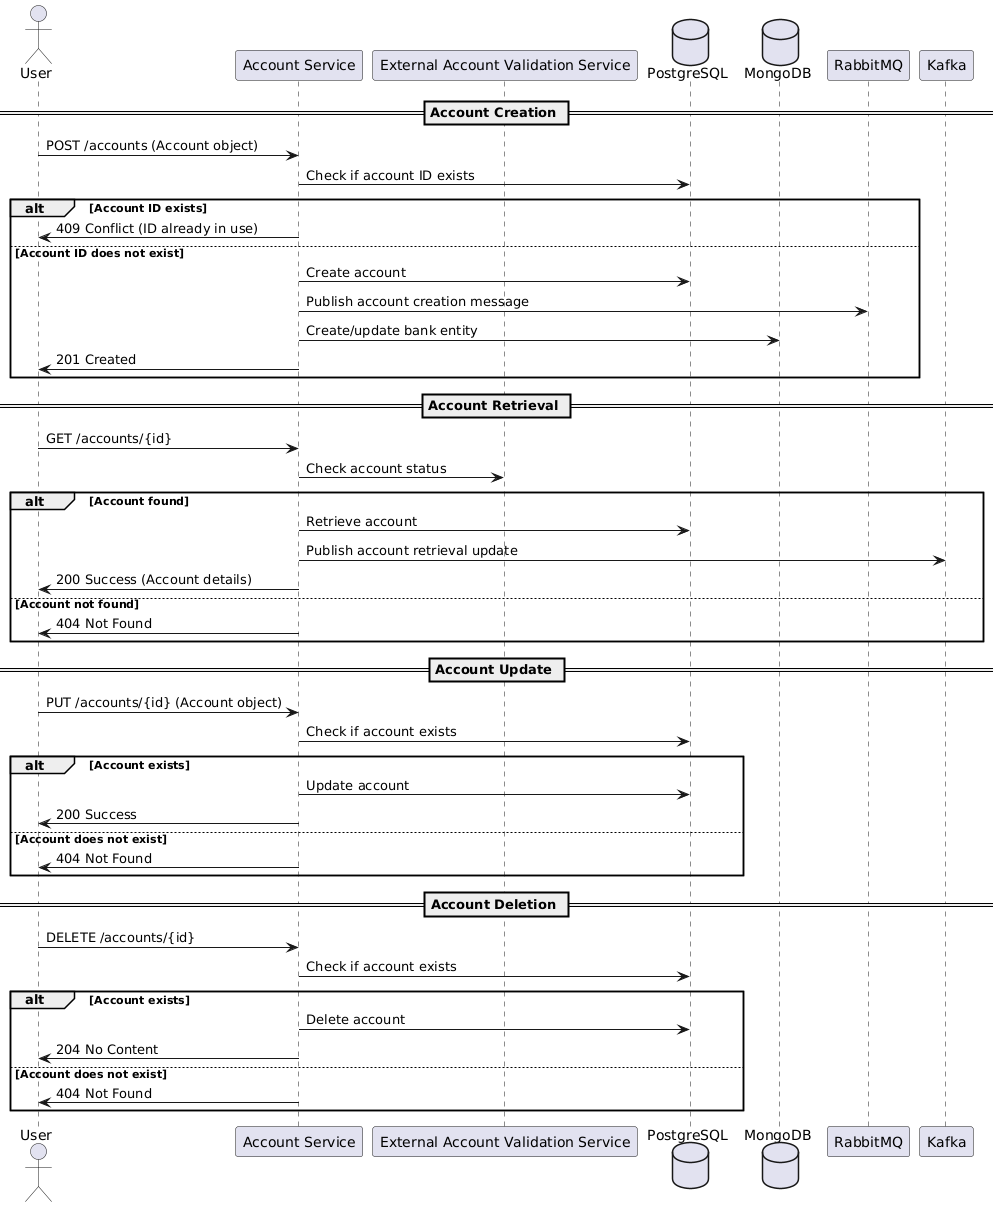 User
Account Service
External Account Validation Service
PostgreSQL
MongoDB
RabbitMQ
Kafka
Account Creation
POST /accounts (Account object)
Check if account ID exists
alt [Account ID exists]
409 Conflict (ID already in use)
[Account ID does not exist]
Create account
Publish account creation message
Create/update bank entity
201 Created
Account Retrieval
GET /accounts/{id}
Check account status
alt [Account found]
Retrieve account
Publish account retrieval update
200 Success (Account details)
[Account not found]
404 Not Found
Account Update
PUT /accounts/{id} (Account object)
Check if account exists
alt [Account exists]
Update account
200 Success
[Account does not exist]
404 Not Found
Account Deletion
DELETE /accounts/{id}
Check if account exists
alt [Account exists]
Delete account
204 No Content
[Account does not exist]
404 Not Found
User
Account Service
External Account Validation Service
PostgreSQL
MongoDB
RabbitMQ
Kafka